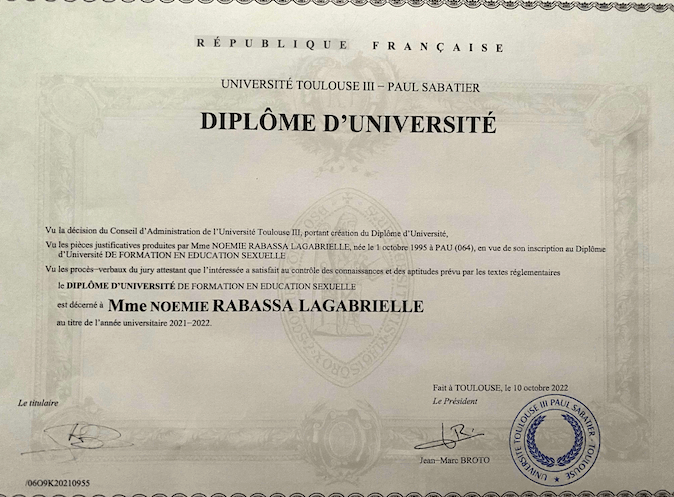 RÉPUBLIQUE FRANÇAISE
UNIVERSITÉ TOULOUSE III − PAUL SABATIER
DIPLÔME D’UNIVERSITÉ
Vu la décision du Conseil d’Administration de l’Université Toulouse III, portant création du Diplôme d’Université,
Vu les pièces justificatives produites par Mme NOEMIE RABASSA LAGABRIELLE, née le 1 octobre 1995 à PAU (064), en vue de son inscription au Diplôme
d’Université DE FORMATION EN EDUCATION SEXUELLE
Vu les procès−verbaux du jury attestant que l’intéressée a satisfait au contrôle des connaissances et des aptitudes prévu par les textes réglementaires
le DIPLÔME D’UNIVERSITÉ DE FORMATION EN EDUCATION SEXUELLE
est décerné à Mme NOEMIE RABASSA LAGABRIELLE
au titre de l’année universitaire 2021−2022.
Fait à TOULOUSE, le 10 octobre 2022
Le titulaire
Le Président
Jean−Marc BROTO
UNIVERSITE TOULOUSE III PAUL SABATIER
TOULOUSE
/06O9K20210955